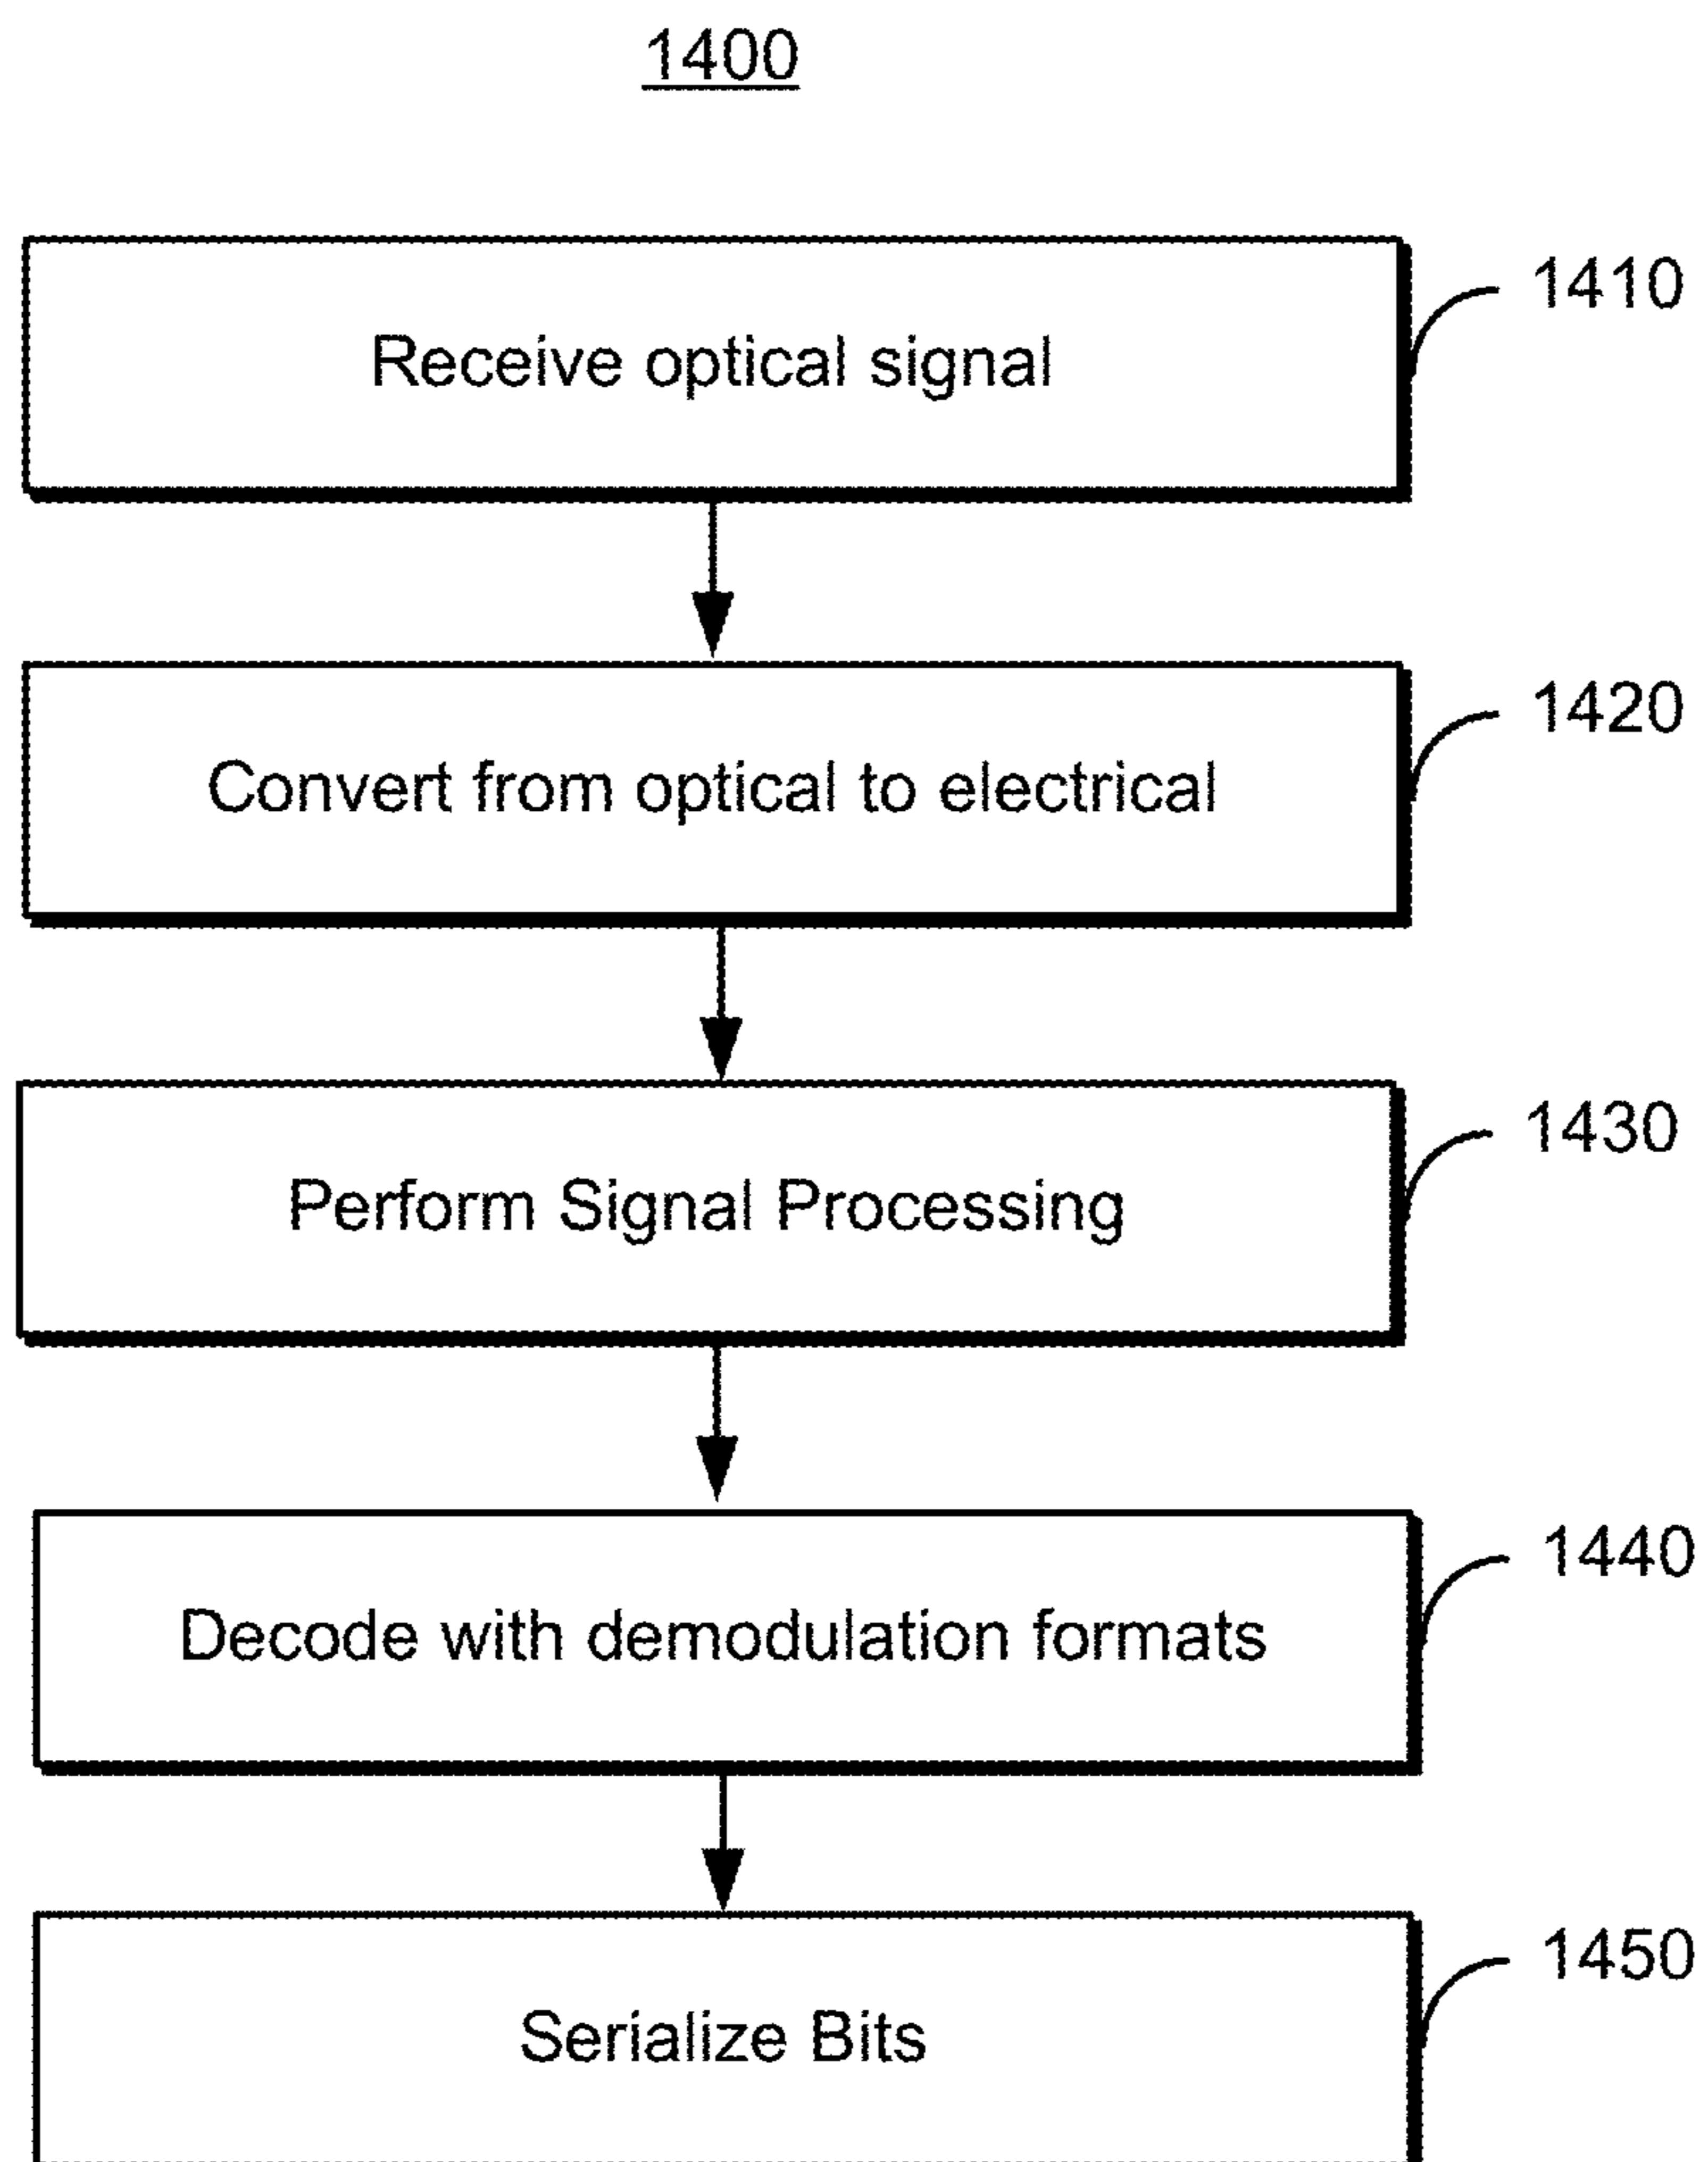 1400
Receive optical signal
1410
Convert from optical to electrical
1420
Perform Signal Processing
1430
Decode with demodulation formats
1440
Serialize Bits
1450